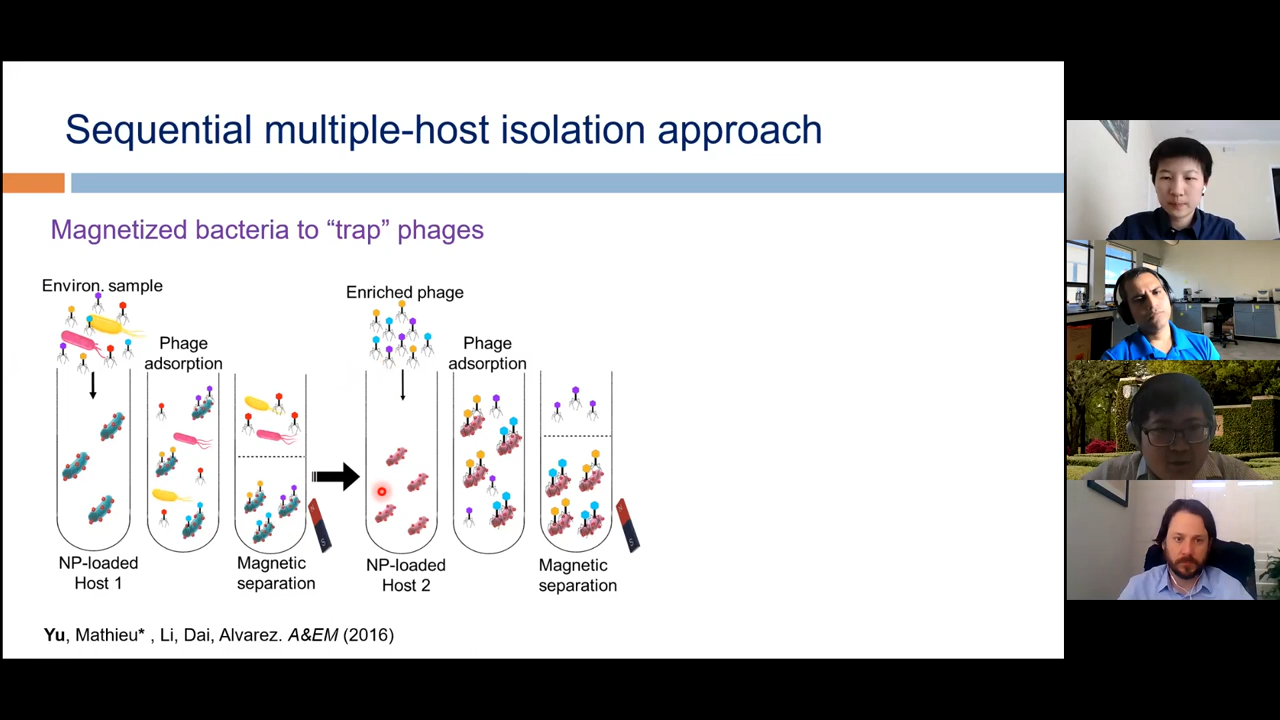 Sequential multiple-host isolation approach
Magnetized bacteria to “trap” phages
Environ. sample
Phage
adsorption
NP-loaded
Host 1
Magnetic
separation
Enriched phage
Phage
adsorption
NP-loaded
Host 2
Magnetic
separation
Yu, Mathieu* , Li, Dai, Alvarez. A&EM (2016)